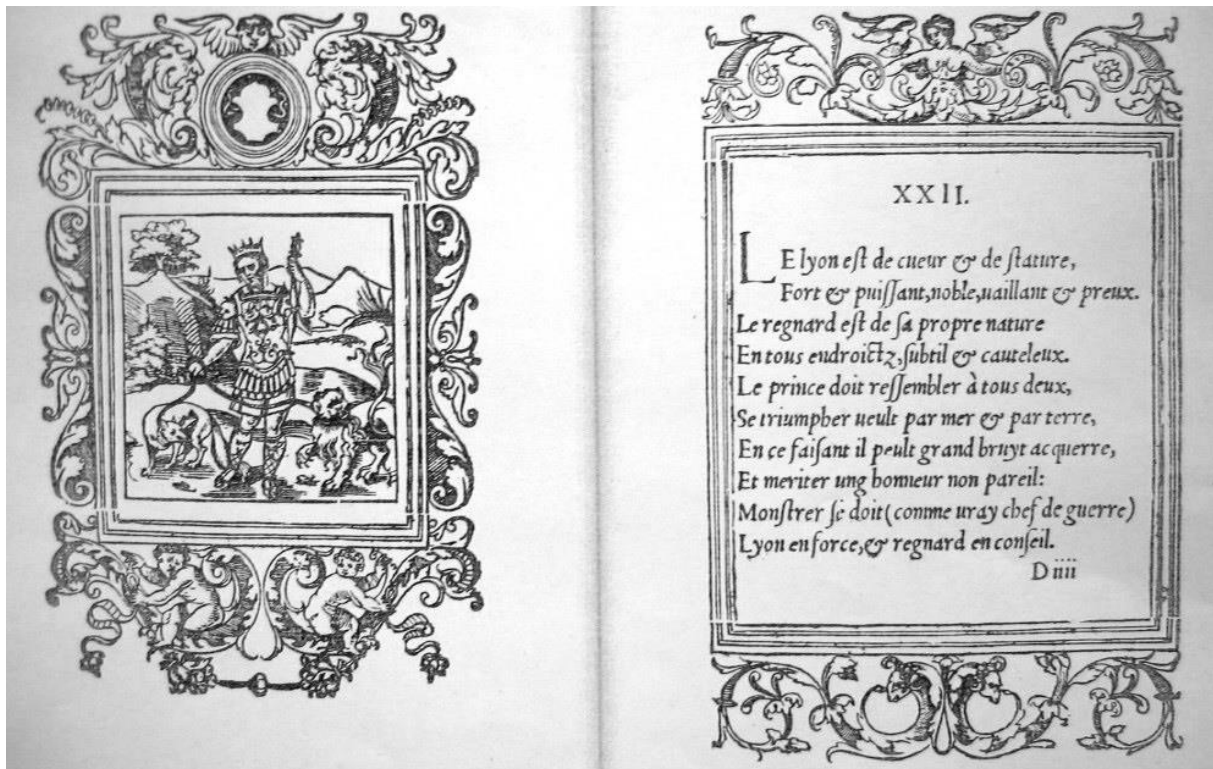 XXII.
LE lyon eſt de cueur & de ſtature,
Fort & puiſſant, noble, uaillant & preux.
Le regnard eſt de ſa propre nature
En tous endroictz, ſubtil & cauteleux.
Le prince doit reſſembler à tous deux,
Se triumpher ueult par mer & par terre,
En ce faiſant il peult grand bruyt acquerre,
Et meriter ung honneur non pareil:
Monſtrer ſe doit (comme uray chef de guerre)
Lyon en force, & regnard en conſeil.
D iiii